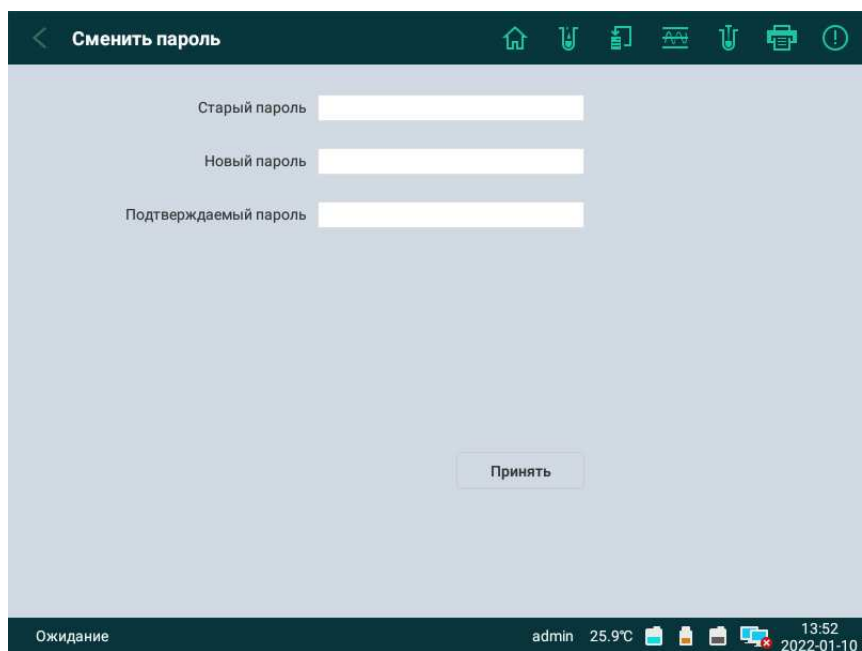 Сменить пароль
Старый пароль
Новый пароль
Подтверждаемый пароль
Принять
Ожидание admin 25.9℃ 13:52
2022-01-10